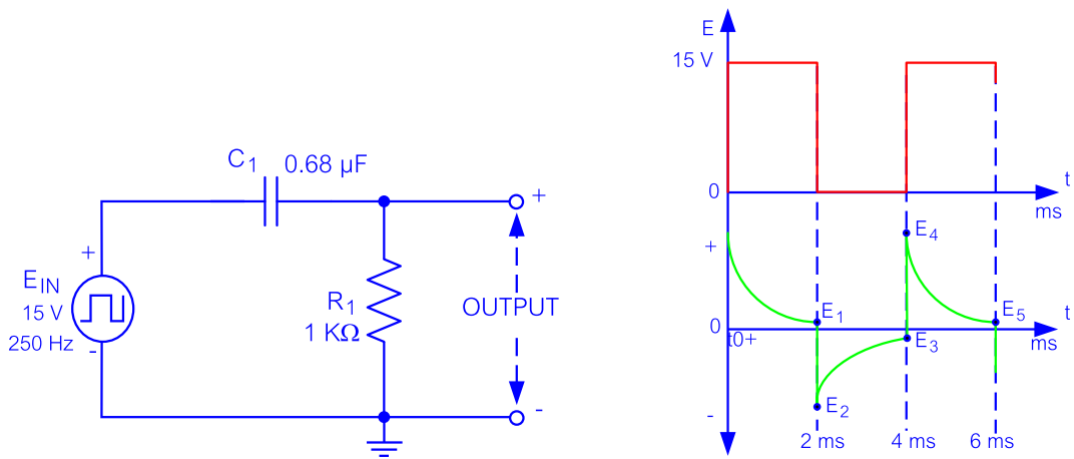 C1 0.68 µF
+
+
EIN
15 V
250 Hz
-
R1
1 KΩ
OUTPUT
-
E
15 V
0
t
ms
+
E4
0
t0+
E1
E5
t
ms
E3
E2
-
2 ms
4 ms
6 ms